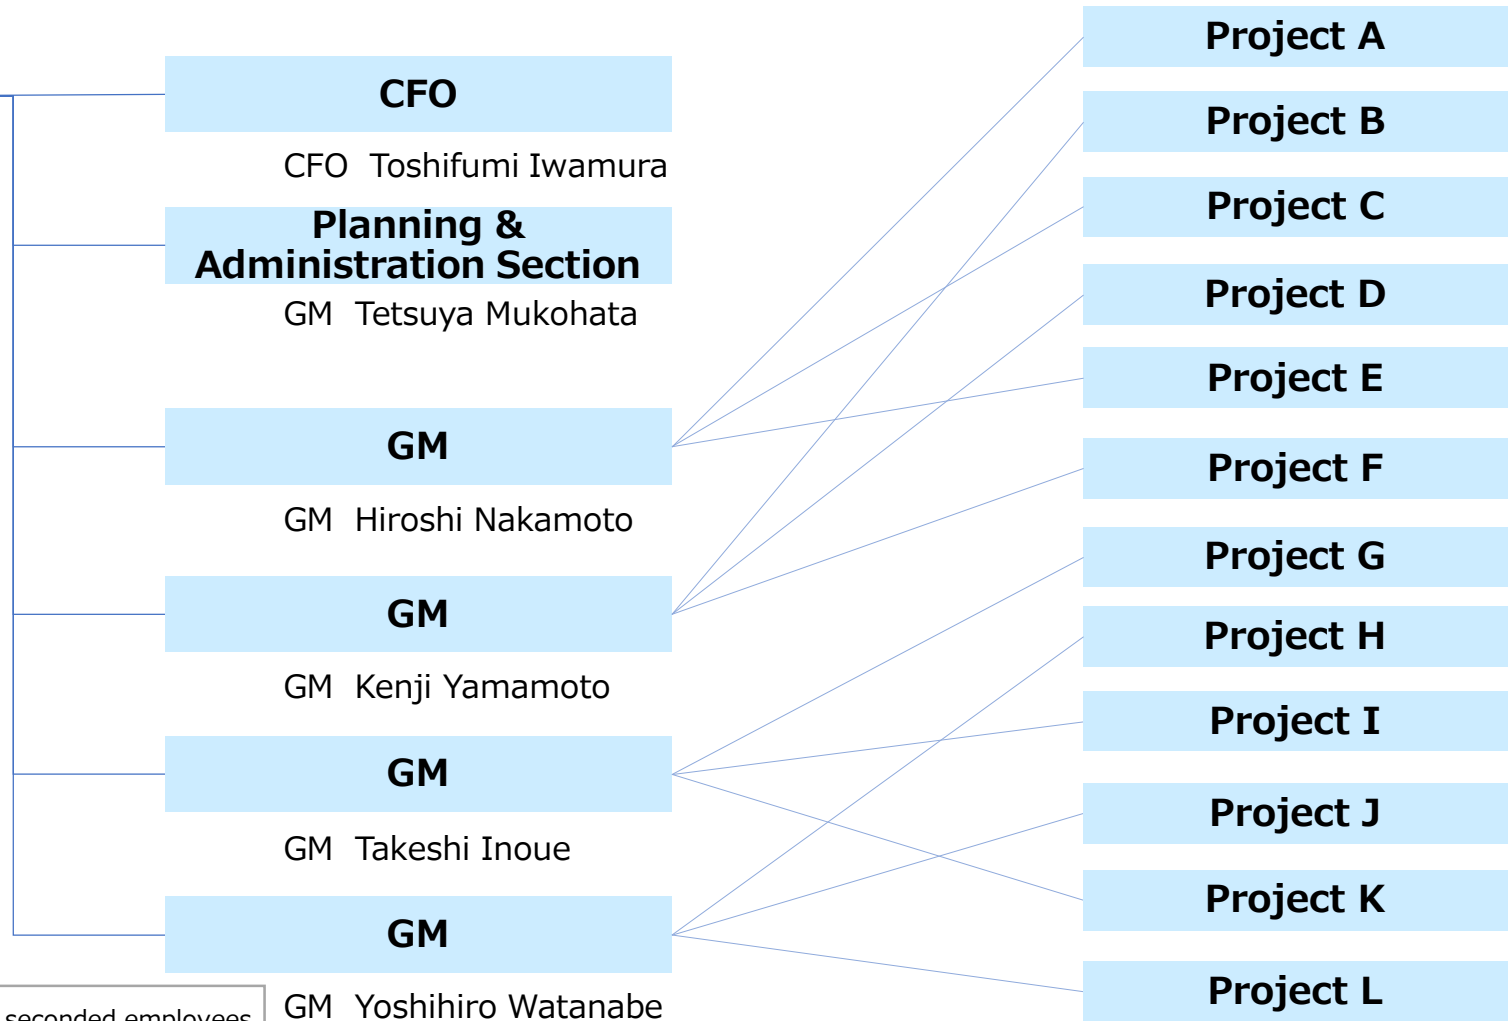 CFO
CFO Toshifumi Iwamura
Planning &
Administration Section
GM Tetsuya Mukohata
GM
GM Hiroshi Nakamoto
GM
GM Kenji Yamamoto
GM
GM Takeshi Inoue
GM
GM Yoshihiro Watanabe
seconded employees
Project A
Project B
Project C
Project D
Project E
Project F
Project G
Project H
Project I
Project J
Project K
Project L